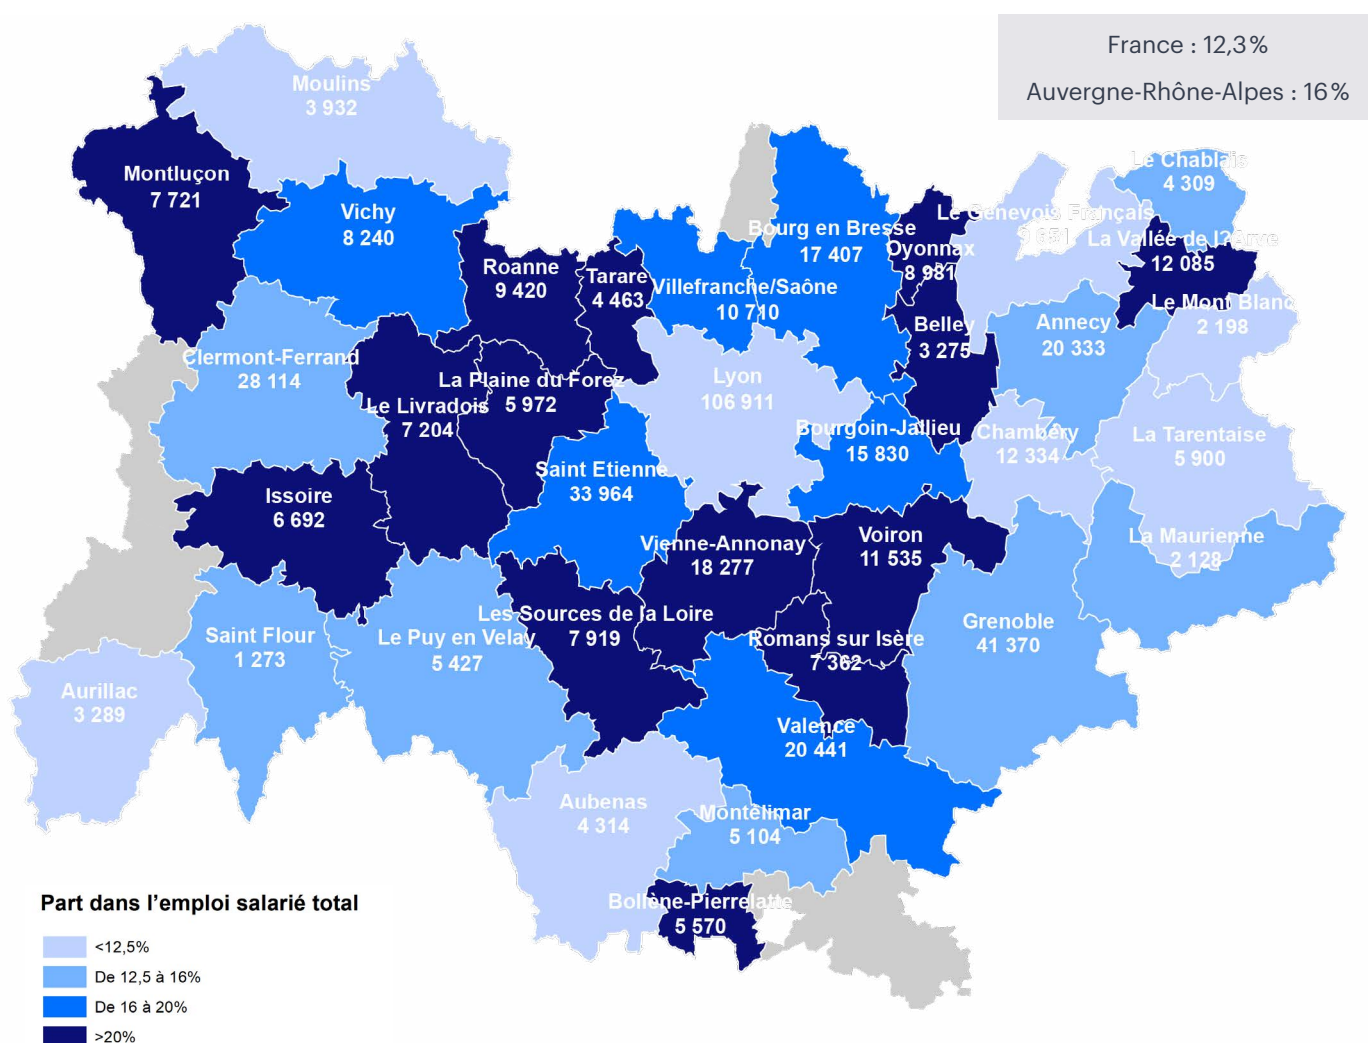 France : 12,3 %
Auvergne-Rhône-Alpes : 16 %
Moulins
3 932
Montluçon
7 721
Vichy
8 240
Roanne
9 420
Tarare
4 463
Villefranche/Saône
10 710
Bourg en Bresse
17 407
Oyonnax
8 981
Le Genevois Français
Le Chablais
4 309
La Vallée de l?Arve
12 085
Le Mont Blanc
2 198
Belley
3 275
Annecy
20 333
Clermont-Ferrand
28 114
La Plaine du Forez
5 972
Le Livradois
7 204
Lyon
106 911
Bourgoin-Jallieu
15 830
Chambéry
12 334
La Tarentaise
5 900
Saint Etienne
33 964
Issoire
6 692
Vienne-Annonay
18 277
Voiron
11 535
La Maurienne
2 128
Saint Flour
1 273
Le Puy en Velay
5 427
Les Sources de la Loire
7 919
Romans sur Isère
7 362
Grenoble
41 370
Aurillac
3 289
Valence
20 441
Aubenas
4 314
Montélimar
5 104
Bollène-Pierrelatte
5 570
Part dans l’emploi salarié total
<12,5%
De 12,5 à 16%
De 16 à 20%
>20%